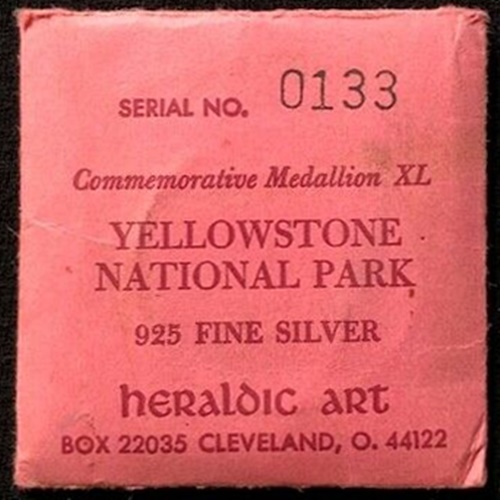 SERIAL NO. 0133
Commemorative Medallion XL
YELLOWSTONE
NATIONAL PARK
925 FINE SILVER
heraldic art
BOX 22035 CLEVELAND, O. 44122